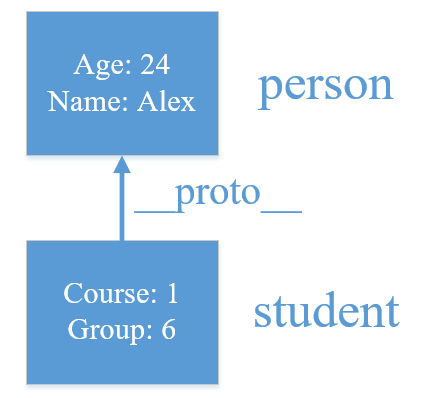 Age: 24
Name: Alex
person
__proto__
Course: 1
Group: 6
student